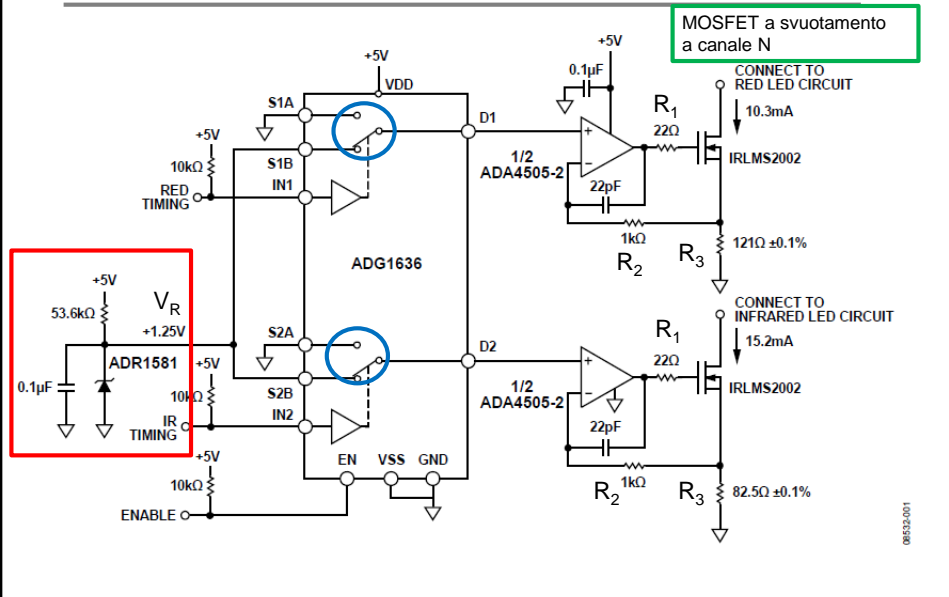 MOSFET a svuotamento
a canale N
+5V
+5V
VDD
0.1µF
CONNECT TO
RED LED CIRCUIT
S1A
D1
R1
10.3mA
+5V
22Ω
10kΩ
S1B
1/2
ADA4505-2
IRLMS2002
RED
TIMING
IN1
22pF
1kΩ
R2
R3
121Ω ±0.1%
ADG1636
+5V
53.6kΩ
VR
+1.25V
CONNECT TO
INFRARED LED CIRCUIT
S2A
D2
R1
15.2mA
ADR1581
+5V
22Ω
0.1µF
10kΩ
S2B
1/2
ADA4505-2
IRLMS2002
IR
TIMING
IN2
22pF
+5V
EN
VSS
GND
1kΩ
R2
R3
82.5Ω ±0.1%
10kΩ
ENABLE
08532-001